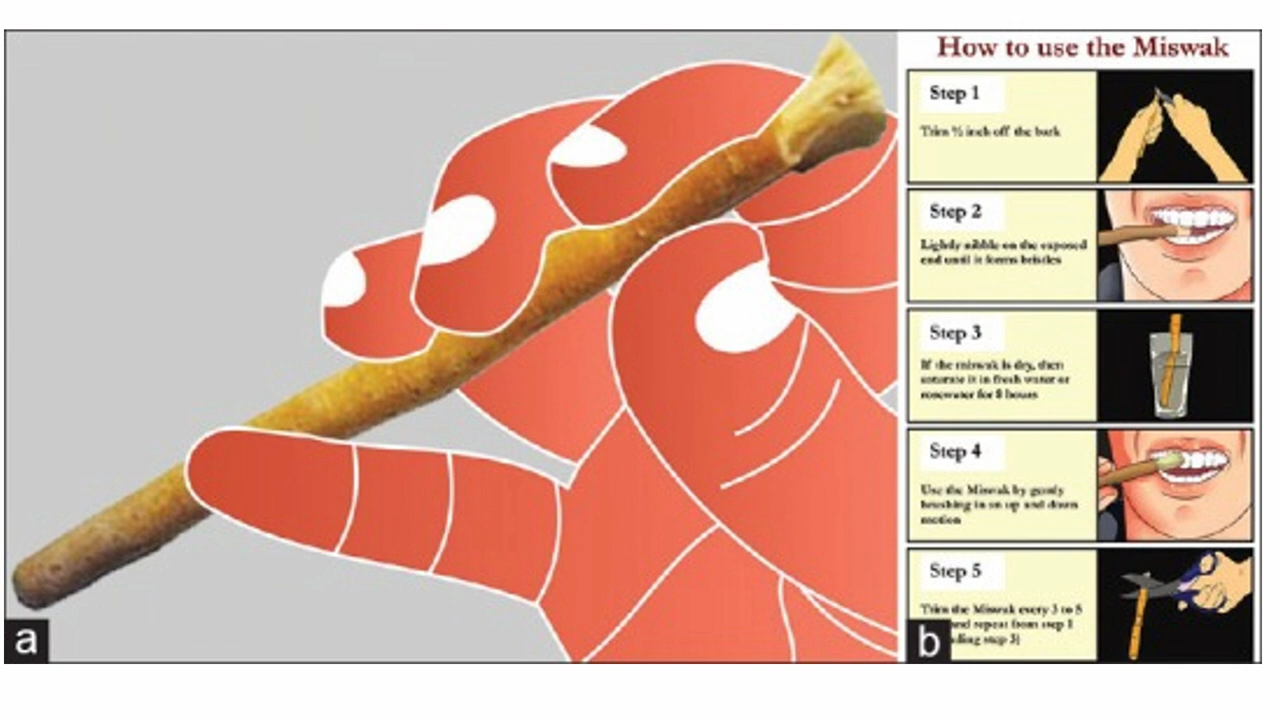 How to use the Miswak
Step 1
Trim ½ inch off the bark
Step 2
Lightly nibble on the exposed
end until it forms bristles
Step 3
If the miswak is dry, then
saturate it in fresh water or
rosewater for 8 hours
Step 4
Use the Miswak by gently
brushing in an up and down
motion
Step 5
Trim the Miswak every 3 to 5
and repeat from step 1
step 3)
a
b